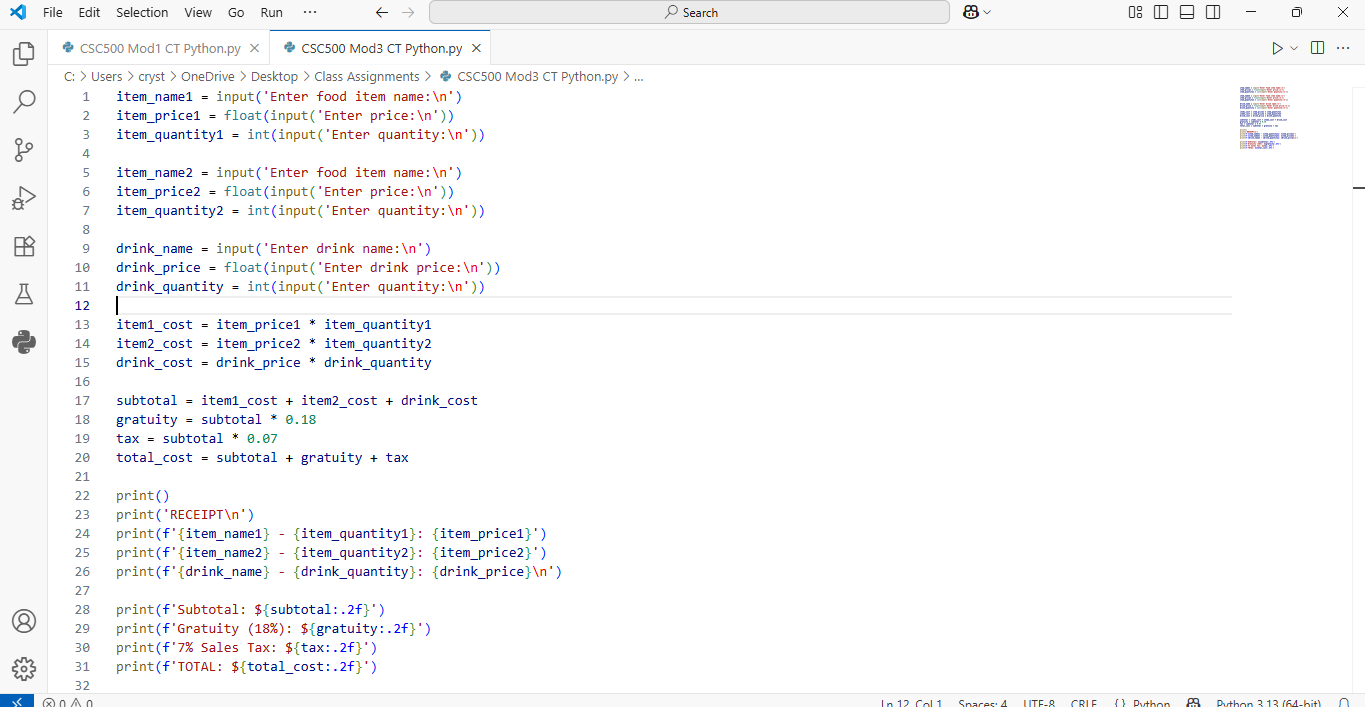 File Edit Selection View Go Run ··· ← → Search
CSC500 Mod1 CT Python.py × CSC500 Mod3 CT Python.py ×
C: > Users > cryst > OneDrive > Desktop > Class Assignments > CSC500 Mod3 CT Python.py > ...
1 item_name1 = input('Enter food item name:\n')
2 item_price1 = float(input('Enter price:\n'))
3 item_quantity1 = int(input('Enter quantity:\n'))
4
5 item_name2 = input('Enter food item name:\n')
6 item_price2 = float(input('Enter price:\n'))
7 item_quantity2 = int(input('Enter quantity:\n'))
8
9 drink_name = input('Enter drink name:\n')
10 drink_price = float(input('Enter drink price:\n'))
11 drink_quantity = int(input('Enter quantity:\n'))
12
13 item1_cost = item_price1 * item_quantity1
14 item2_cost = item_price2 * item_quantity2
15 drink_cost = drink_price * drink_quantity
16
17 subtotal = item1_cost + item2_cost + drink_cost
18 gratuity = subtotal * 0.18
19 tax = subtotal * 0.07
20 total_cost = subtotal + gratuity + tax
21
22 print()
23 print('RECEIPT\n')
24 print(f'{item_name1} - {item_quantity1}: {item_price1}')
25 print(f'{item_name2} - {item_quantity2}: {item_price2}')
26 print(f'{drink_name} - {drink_quantity}: {drink_price}\n')
27
28 print(f'Subtotal: ${subtotal:.2f}')
29 print(f'Gratuity (18%): ${gratuity:.2f}')
30 print(f'7% Sales Tax: ${tax:.2f}')
31 print(f'TOTAL: ${total_cost:.2f}')
32
0 0 Ln 12, Col 1 Spaces: 4 UTF-8 CRLF {} Python Python 3.13 (64-bit)